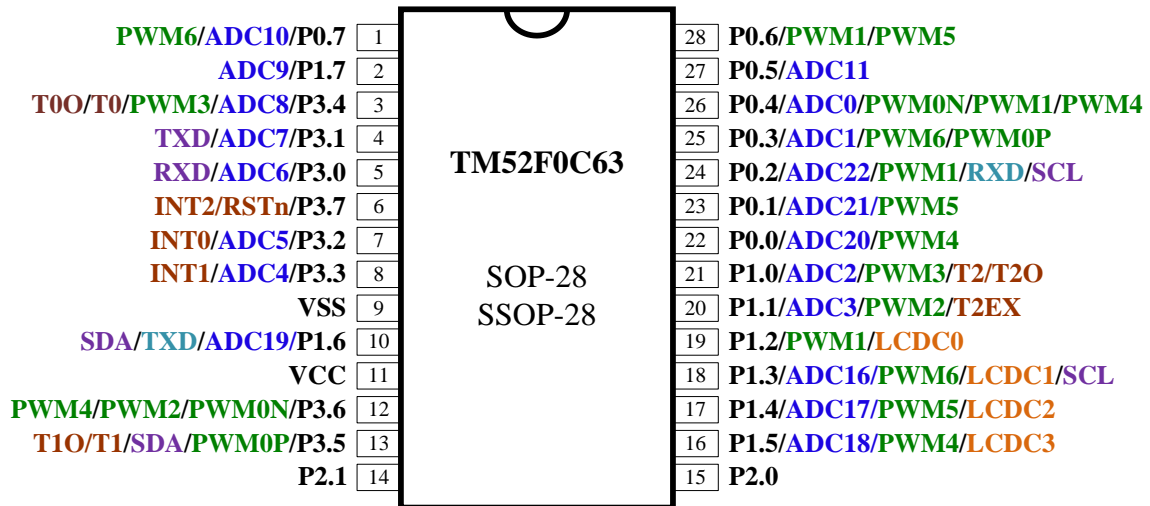 PWM6/ADC10/P0.7 1 28 P0.6/PWM1/PWM5
ADC9/P1.7 2 27 P0.5/ADC11
T0O/T0/PWM3/ADC8/P3.4 3 26 P0.4/ADC0/PWM0N/PWM1/PWM4
TXD/ADC7/P3.1 4 25 P0.3/ADC1/PWM6/PWM0P
TM52F0C63
RXD/ADC6/P3.0 5 24 P0.2/ADC22/PWM1/RXD/SCL
INT2/RSTn/P3.7 6 23 P0.1/ADC21/PWM5
INT0/ADC5/P3.2 7 22 P0.0/ADC20/PWM4
INT1/ADC4/P3.3 8 SOP-28 21 P1.0/ADC2/PWM3/T2/T2O
VSS 9 SSOP-28 20 P1.1/ADC3/PWM2/T2EX
SDA/TXD/ADC19/P1.6 10 19 P1.2/PWM1/LCDC0
VCC 11 18 P1.3/ADC16/PWM6/LCDC1/SCL
PWM4/PWM2/PWM0N/P3.6 12 17 P1.4/ADC17/PWM5/LCDC2
T1O/T1/SDA/PWM0P/P3.5 13 16 P1.5/ADC18/PWM4/LCDC3
P2.1 14 15 P2.0